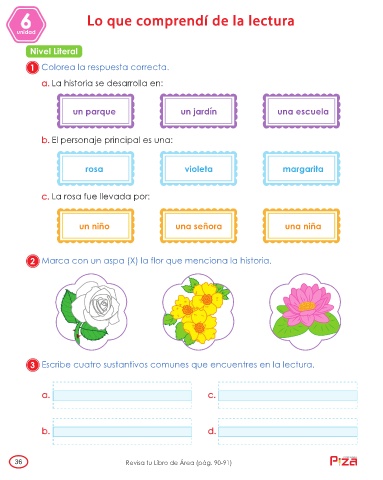 6
unidad
Lo que comprendí de la lectura
Nivel Literal
1 Colorea la respuesta correcta.
a. La historia se desarrolla en:
un parque un jardín una escuela
b. El personaje principal es una:
rosa violeta margarita
c. La rosa fue llevada por:
un niño una señora una niña
2 Marca con un aspa (X) la flor que menciona la historia.
3 Escribe cuatro sustantivos comunes que encuentres en la lectura.
a. c.
b. d.
36 Revisa tu Libro de Área (pág. 90-91)